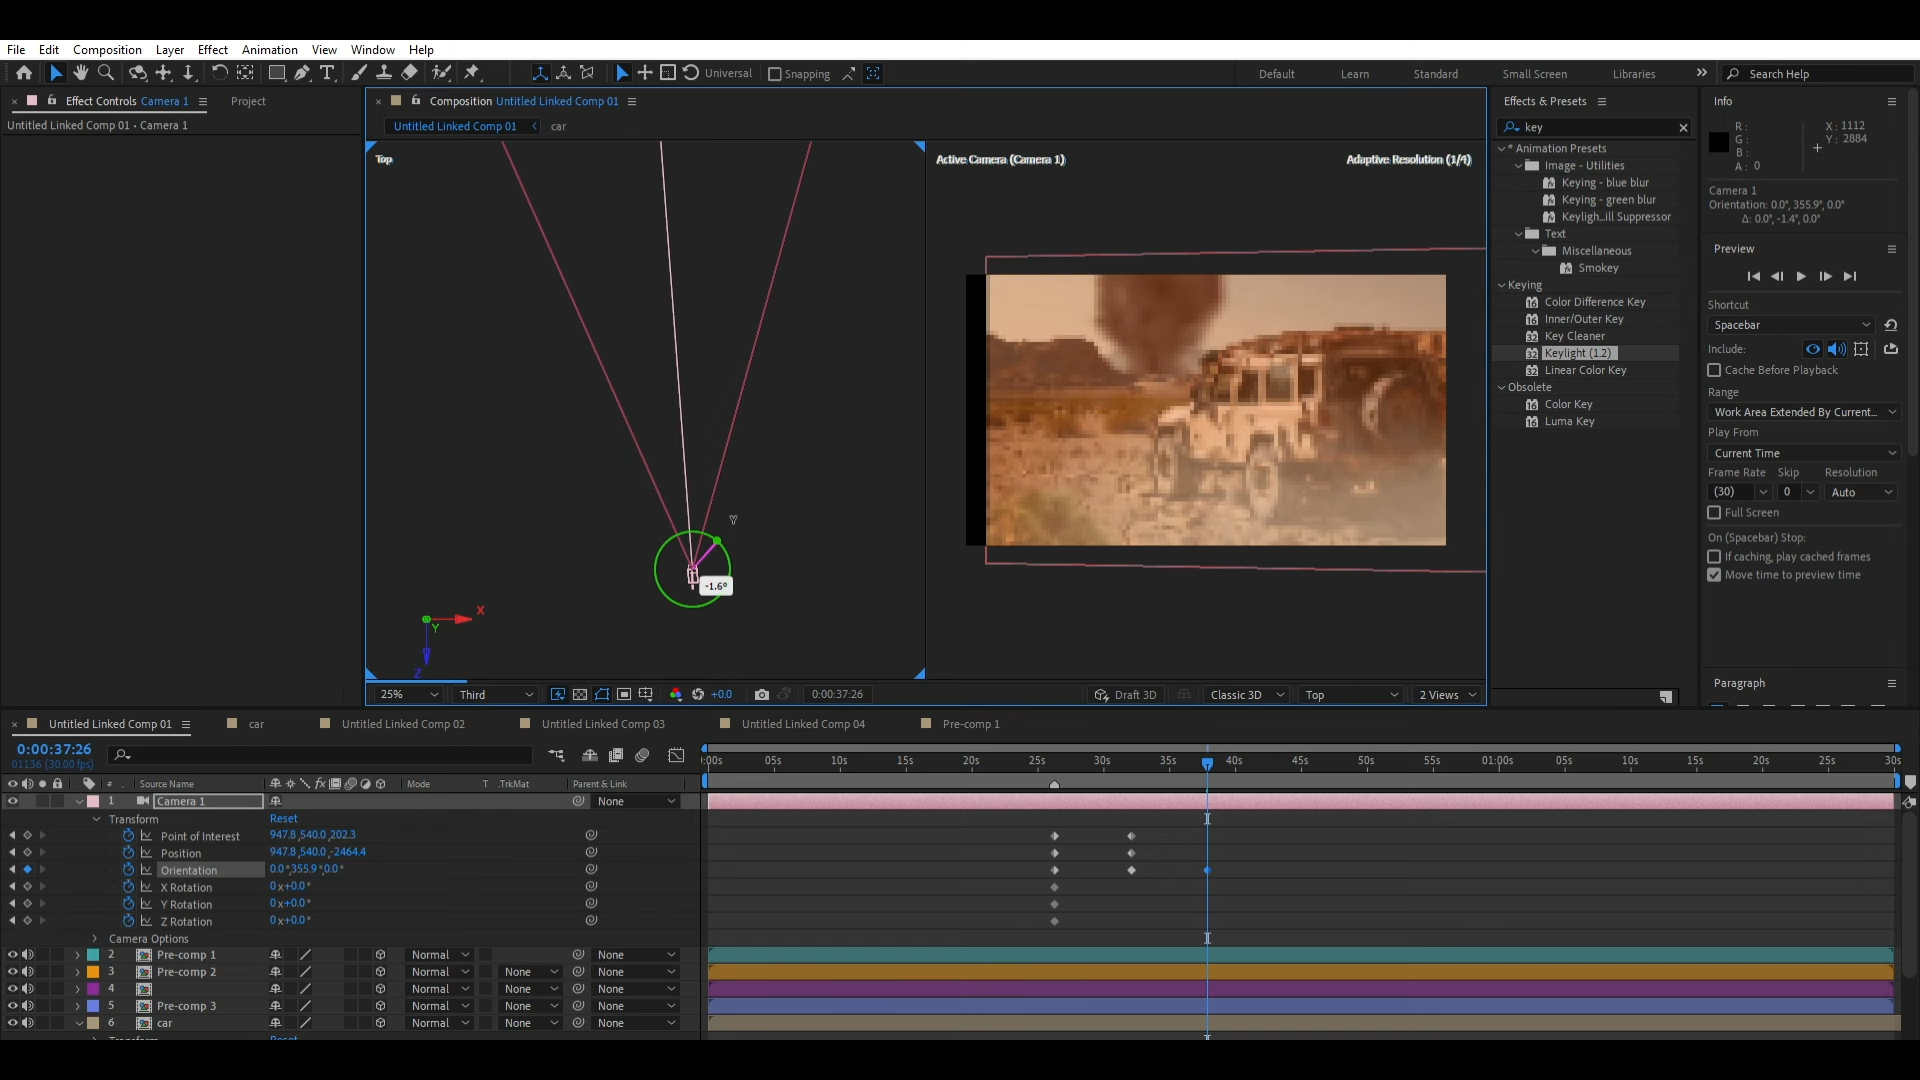 File Edit Composition Layer Effect Animation View Window Help
Universal Snapping Default Learn Standard Small Screen Libraries Search Help
Effect Controls Camera 1 Project
Untitled Linked Comp 01 • Camera 1
Composition Untitled Linked Comp 01
Untitled Linked Comp 01 car
Top
Active Camera (Camera 1) Adaptive Resolution (1/4)
Y
-1.6°
X
Y
Z
25% Third +0.0 0:00:37:26 Draft 3D Classic 3D Top 2 Views
Effects & Presets
key
* Animation Presets
Image - Utilities
Keying - blue blur
Keying - green blur
Keyligh...ill Suppressor
Text
Miscellaneous
Smokey
Keying
Color Difference Key
Inner/Outer Key
Key Cleaner
Keylight (1.2)
Linear Color Key
Obsolete
Color Key
Luma Key
Info
R : X : 1112
G : Y : 2884
B :
A : 0
Camera 1
Orientation: 0.0°, 355.9°, 0.0°
Δ: 0.0°, -1.4°, 0.0°
Preview
Shortcut
Spacebar
Include:
Cache Before Playback
Range
Work Area Extended By Current...
Play From
Current Time
Frame Rate Skip Resolution
(30) 0 Auto
Full Screen
On (Spacebar) Stop:
If caching, play cached frames
Move time to preview time
Paragraph
Untitled Linked Comp 01 car Untitled Linked Comp 02 Untitled Linked Comp 03 Untitled Linked Comp 04 Pre-comp 1
0:00:37:26
01136 (30.00 fps)
:00s 05s 10s 15s 20s 25s 30s 35s 40s 45s 50s 55s 01:00s 05s 10s 15s 20s 25s 30s
# Source Name Mode T .TrkMat Parent & Link
1 Camera 1 None
Transform Reset
Point of Interest 947.8,540.0,202.3
Position 947.8,540.0,-2464.4
Orientation 0.0°,355.9°,0.0°
X Rotation 0x+0.0°
Y Rotation 0x+0.0°
Z Rotation 0x+0.0°
Camera Options
2 Pre-comp 1 Normal None
3 Pre-comp 2 Normal None None
4 Normal None None
5 Pre-comp 3 Normal None None
6 car Normal None None
Transform Reset